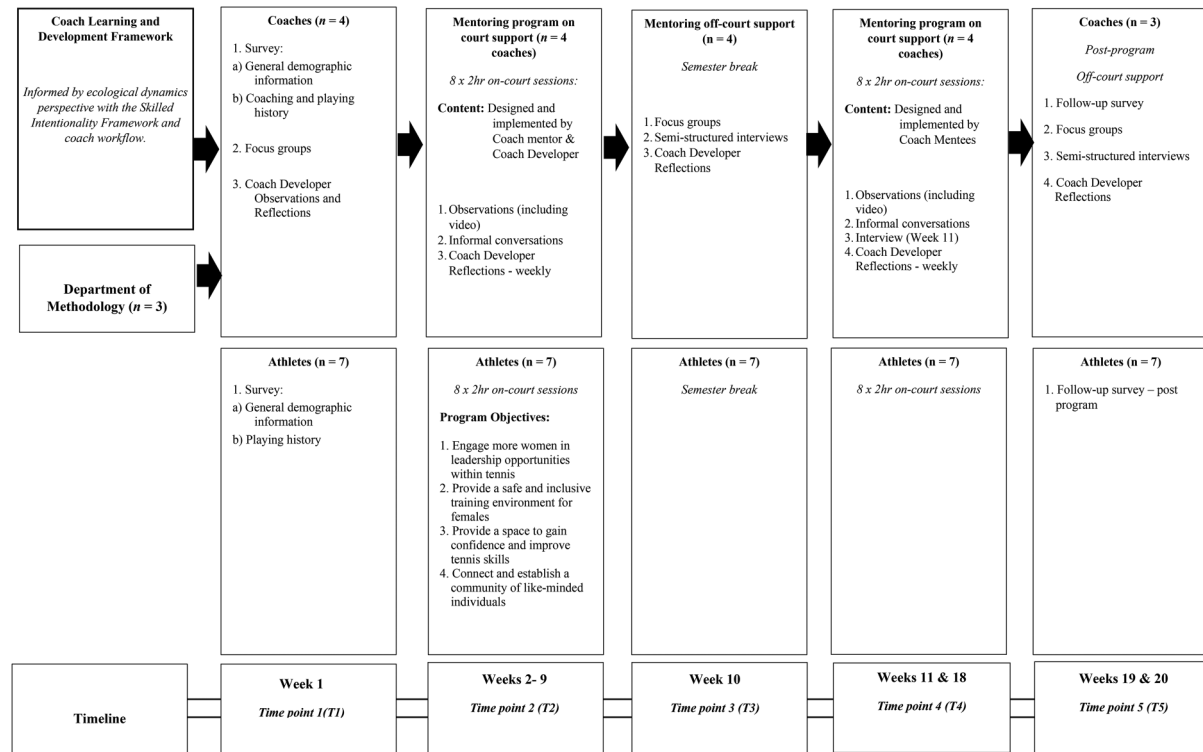 Coach Learning and
Development Framework
Informed by ecological dynamics
perspective with the Skilled
Intentionality Framework and
coach workflow.
Department of
Methodology (n = 3)
Coaches (n = 4)
1. Survey:
a) General demographic
information
b) Coaching and playing
history
2. Focus groups
3. Coach Developer
Observations and
Reflections
Mentoring program on
court support (n = 4
coaches)
8 x 2hr on-court sessions:
Content: Designed and
implemented by
Coach mentor &
Coach Developer
1. Observations (including
video)
2. Informal conversations
3. Coach Developer
Reflections - weekly
Mentoring off-court support
(n = 4)
Semester break
1. Focus groups
2. Semi-structured interviews
3. Coach Developer
Reflections
Mentoring program on
court support (n = 4
coaches)
8 x 2hr on-court sessions:
Content: Designed and
implemented by
Coach Mentees
1. Observations (including
video)
2. Informal conversations
3. Interview (Week 11)
4. Coach Developer
Reflections - weekly
Coaches (n = 3)
Post-program
Off-court support
1. Follow-up survey
2. Focus groups
3. Semi-structured interviews
4. Coach Developer
Reflections
Athletes (n = 7)
1. Survey:
a) General demographic
information
b) Playing history
Athletes (n = 7)
8 x 2hr on-court sessions
Program Objectives:
1. Engage more women in
leadership opportunities
within tennis
2. Provide a safe and inclusive
training environment for
females
3. Provide a space to gain
confidence and improve
tennis skills
4. Connect and establish a
community of like-minded
individuals
Athletes (n = 7)
Semester break
Athletes (n = 7)
8 x 2hr on-court sessions
Athletes (n = 7)
1. Follow-up survey – post
program
Timeline
Week 1
Time point 1(T1)
Weeks 2- 9
Time point 2 (T2)
Week 10
Time point 3 (T3)
Weeks 11 & 18
Time point 4 (T4)
Weeks 19 & 20
Time point 5 (T5)